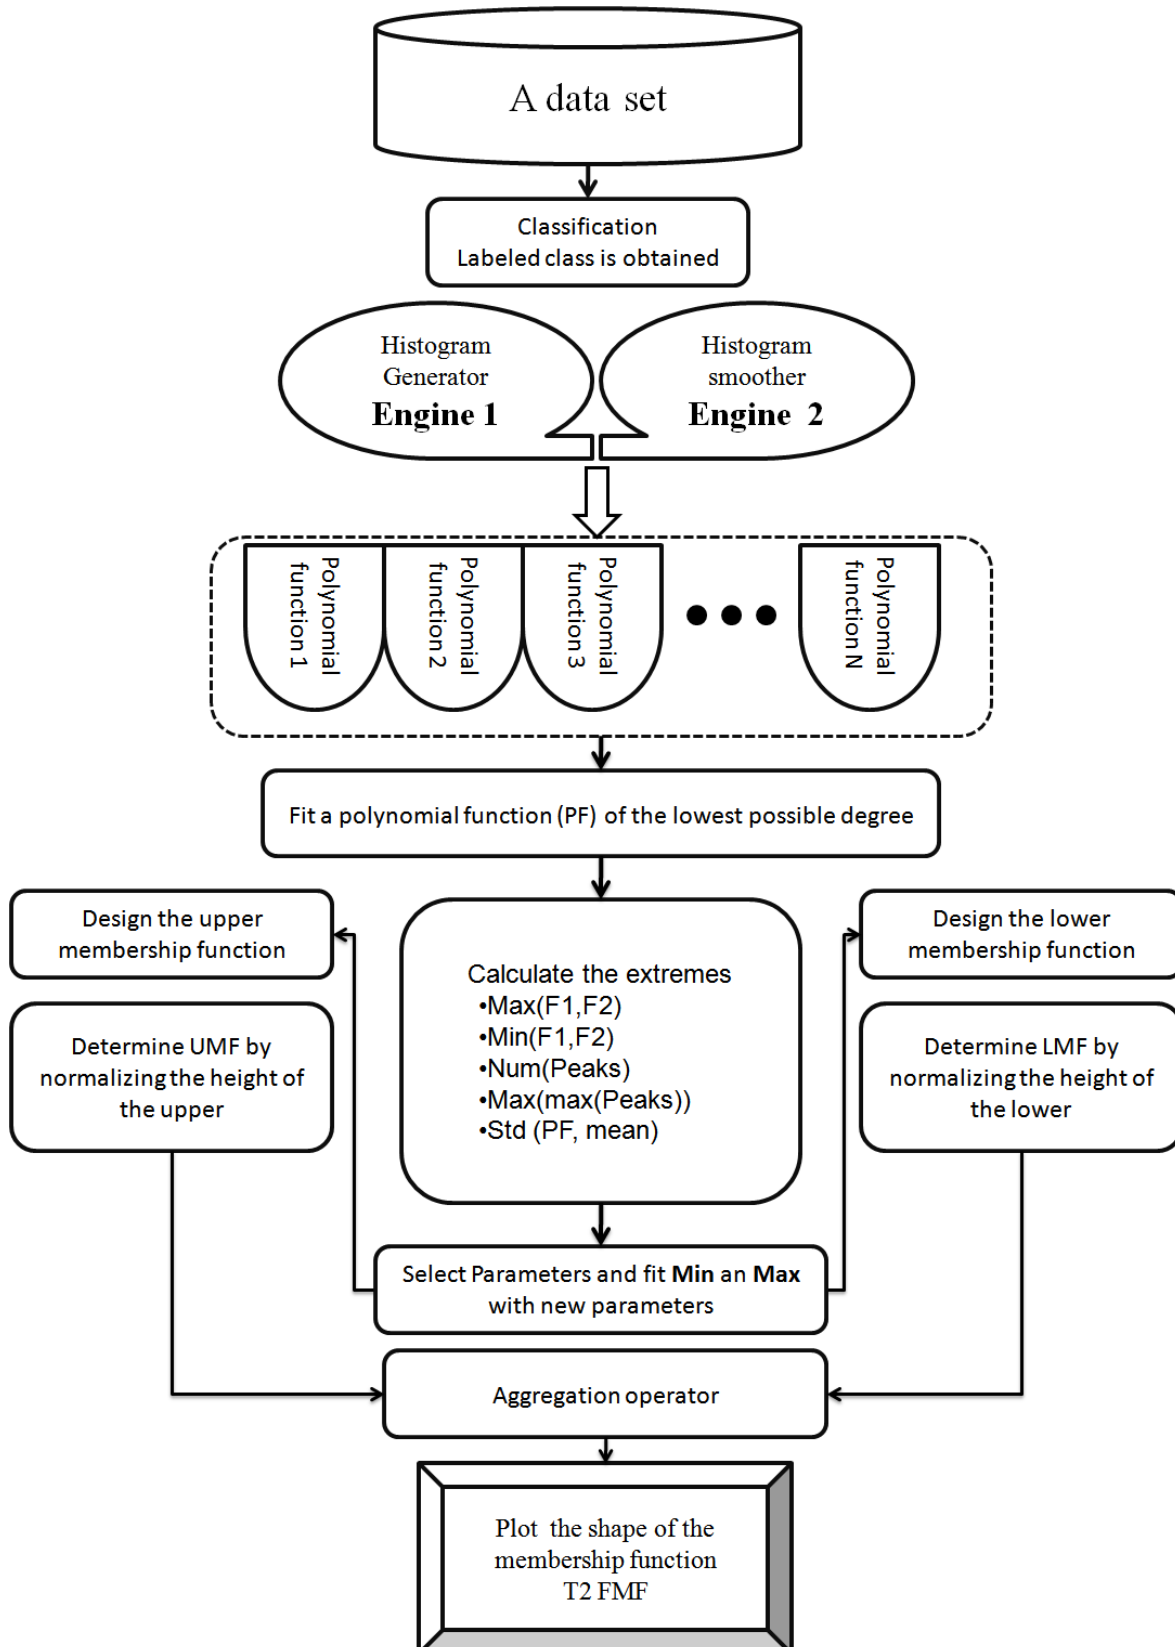 A data set
Classification
Labeled class is obtained
Histogram
Generator
Engine 1
Histogram
smoother
Engine 2
Polynomial
function 1
Polynomial
function 2
Polynomial
function 3
Polynomial
function N
Fit a polynomial function (PF) of the lowest possible degree
Design the upper
membership function
Calculate the extremes
•Max(F1,F2)
•Min(F1,F2)
•Num(Peaks)
•Max(max(Peaks))
•Std (PF, mean)
Design the lower
membership function
Determine UMF by
normalizing the height of
the upper
Determine LMF by
normalizing the height of
the lower
Select Parameters and fit Min an Max
with new parameters
Aggregation operator
Plot the shape of the
membership function
T2 FMF